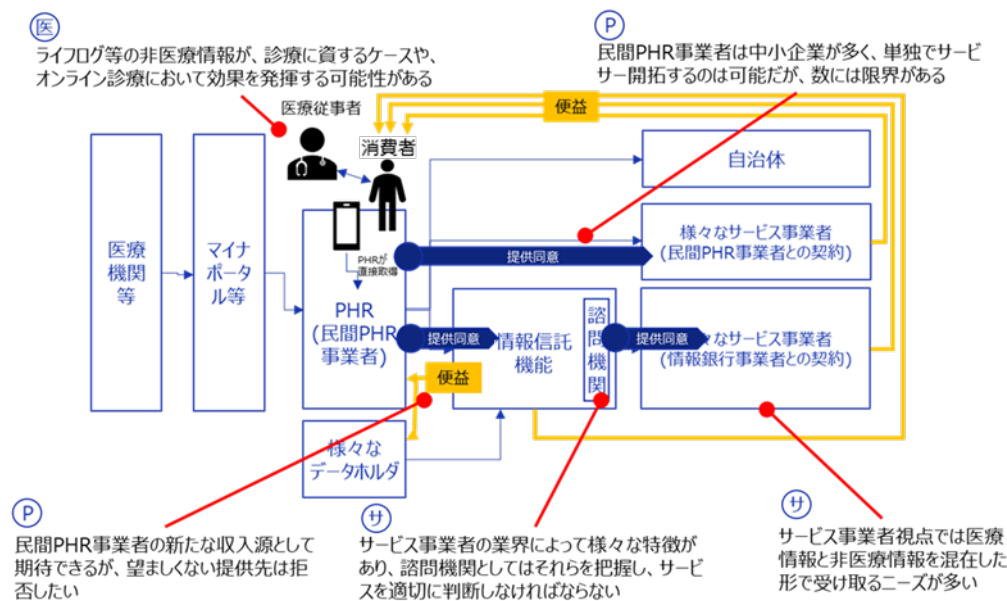 医
ライフログ等の非医療情報が、診療に資するケースや、
オンライン診療において効果を発揮する可能性がある
P
民間PHR事業者は中小企業が多く、単独でサービ
サー開拓するのは可能だが、数には限界がある
医療従事者
消費者
便益
自治体
医療
機関
等
マイナ
ポータ
ル等
PHRが
直接取得
PHR
(民間PHR
事業者)
提供同意
様々なサービス事業者
(民間PHR事業者との契約)
提供同意
情報信託
機能
諮問機関
提供同意
々なサービス事業者
(情報銀行事業者との契約)
便益
様々な
データホルダ
P
民間PHR事業者の新たな収入源として
期待できるが、望ましくない提供先は拒
否したい
サ
サービス事業者の業界によって様々な特徴が
あり、諮問機関としてはそれらを把握し、サービ
スを適切に判断しなければならない
サ
サービス事業者視点では医療
情報と非医療情報を混在した
形で受け取るニーズが多い